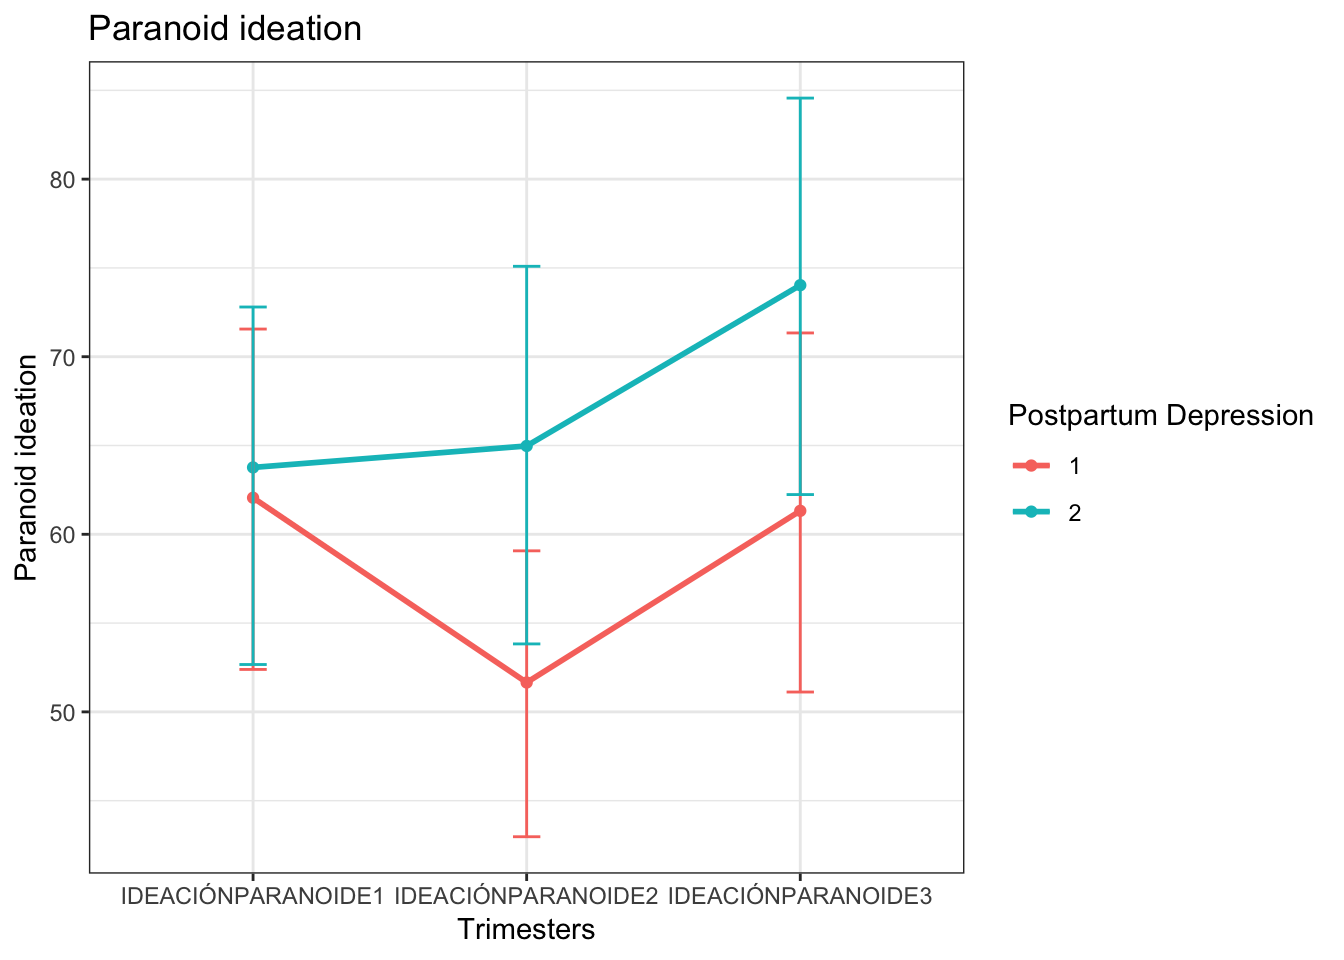 Paranoid ideation
Paranoid ideation
80
70
60
50
IDEACIÓNPARANOIDE1 IDEACIÓNPARANOIDE2 IDEACIÓNPARANOIDE3
Trimesters
Postpartum Depression
1
2